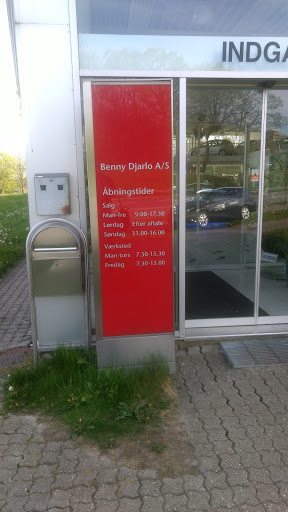 INDGA
Benny Djarlo A/S
Åbningstider
Salg
Man-fre 9.00-17.30
Lørdag Efter aftale
Søndag 11.00-16.00
Værksted
Man-tors 7.30-15.30
Fredag 7.30-15.00